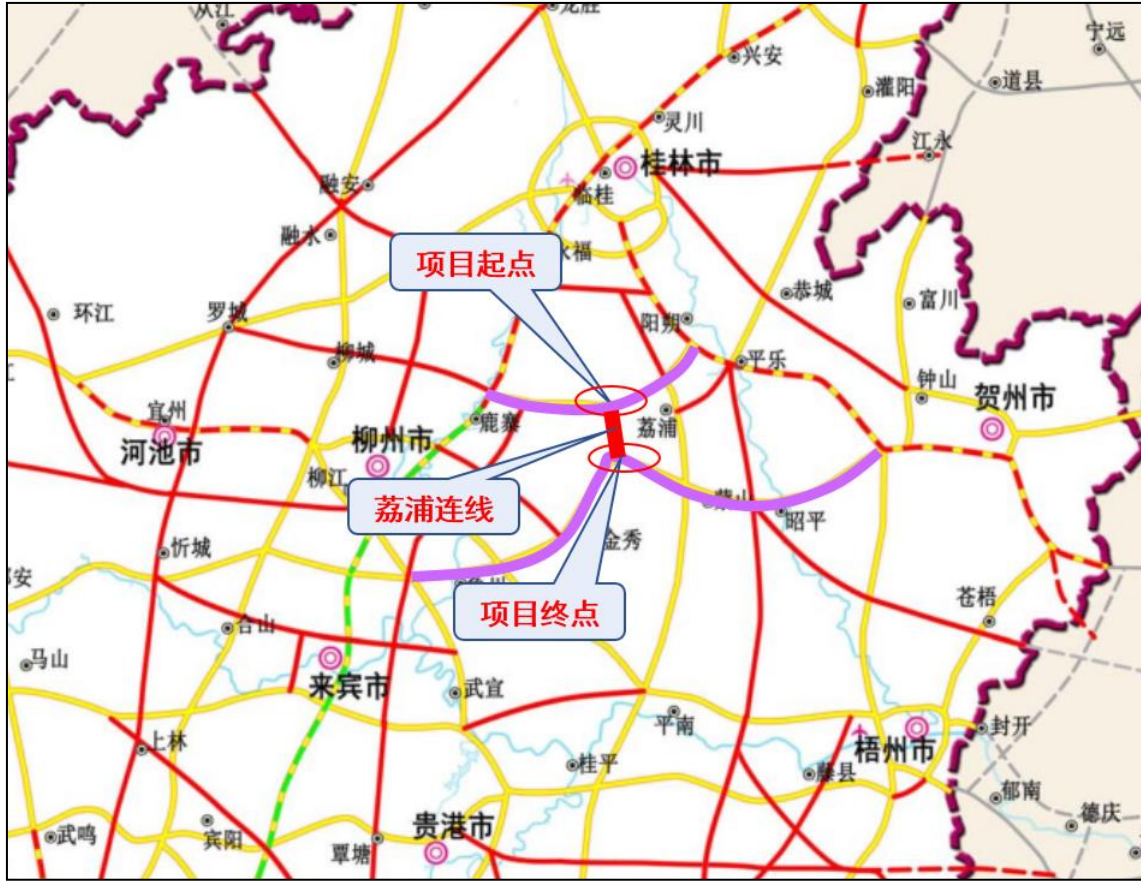 从江
龙胜
宁远
兴安
道县
灌阳
灵川
江永
桂林市
融安
临桂
融水
永福
项目起点
恭城
富川
环江
罗城
阳朔
柳城
平乐
钟山
贺州市
宜州
河池市
鹿寨
荔浦
柳州市
柳江
荔浦连线
蒙山
昭平
金秀
忻城
象州
项目终点
苍梧
合山
马山
来宾市
武宣
平南
封开
上林
梧州市
桂平
藤县
郁南
德庆
武鸣
宾阳
贵港市
覃塘